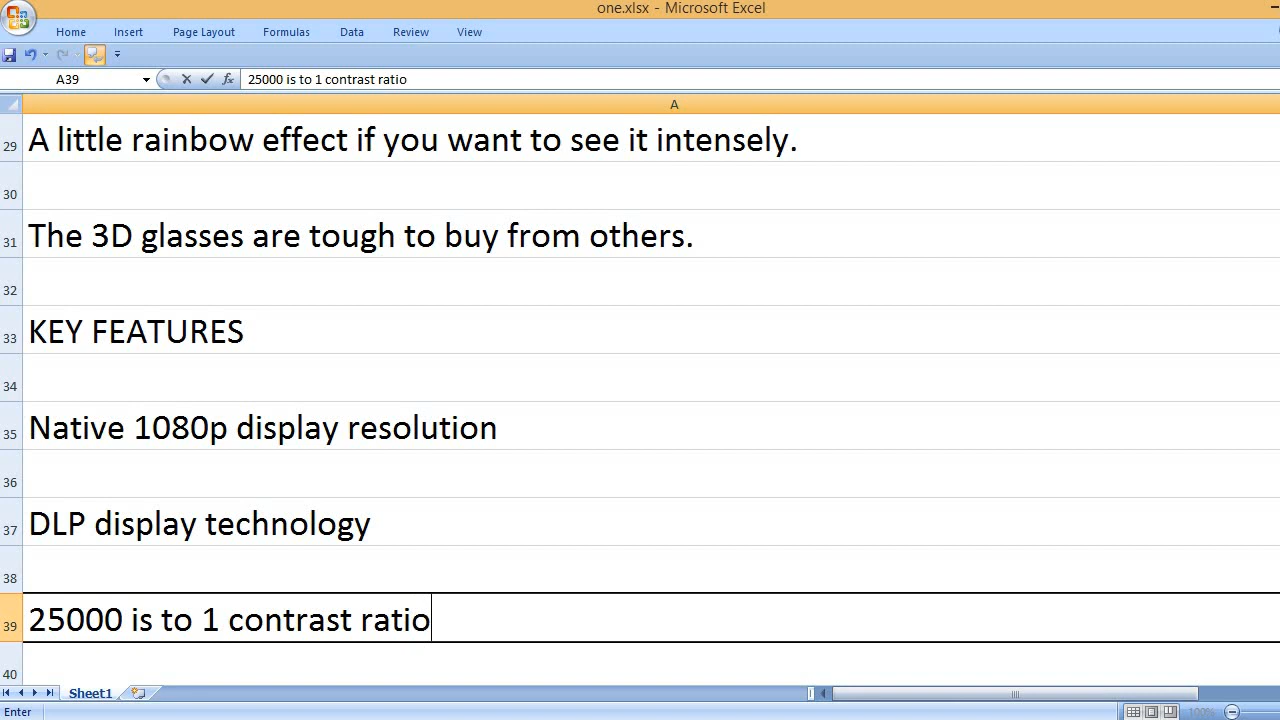 one.xlsx - Microsoft Excel
Home Insert Page Layout Formulas Data Review View
A39 fx 25000 is to 1 contrast ratio
A
29 A little rainbow effect if you want to see it intensely.
30
31 The 3D glasses are tough to buy from others.
32
33 KEY FEATURES
34
35 Native 1080p display resolution
36
37 DLP display technology
38
39 25000 is to 1 contrast ratio
40
Sheet1
Enter 100%